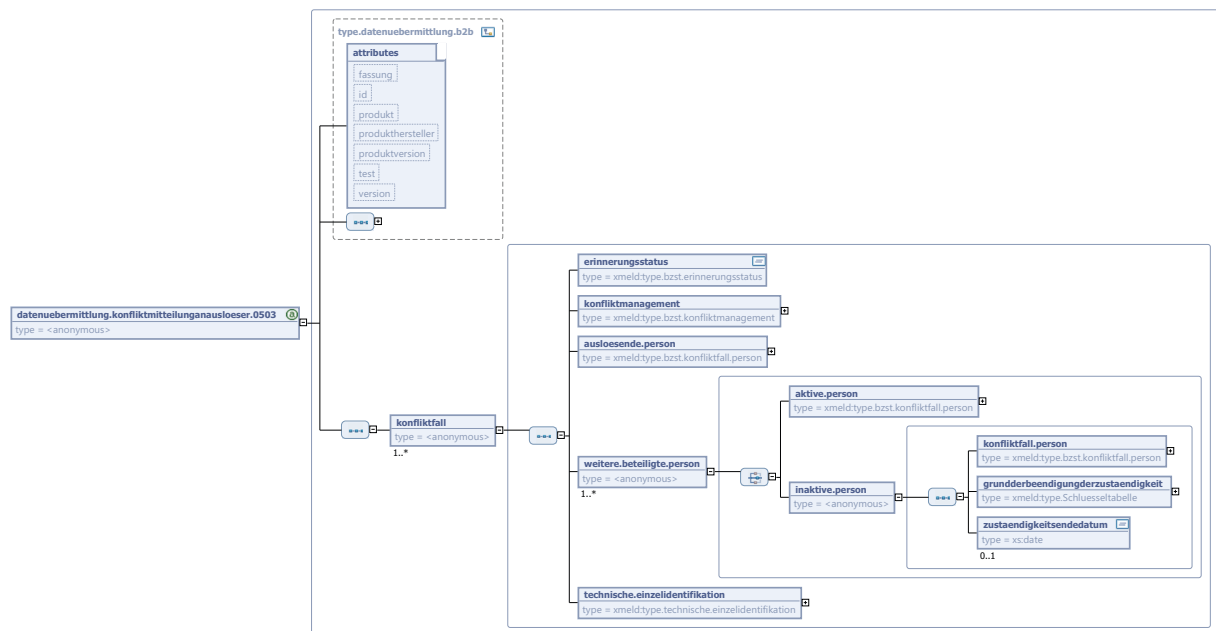 type.datenuebermittlung.b2b
attributes
fassung
id
produkt
produkthersteller
produktversion
test
version
datenuebermittlung.konfliktmitteilunganausloeser.0503
type = <anonymous>
konfliktfall
type = <anonymous>
1..*
erinnerungsstatus
type = xmeld:type.bzst.erinnerungsstatus
konfliktmanagement
type = xmeld:type.bzst.konfliktmanagement
ausloesende.person
type = xmeld:type.bzst.konfliktfall.person
weitere.beteiligte.person
type = <anonymous>
1..*
aktive.person
type = xmeld:type.bzst.konfliktfall.person
inaktive.person
type = <anonymous>
konfliktfall.person
type = xmeld:type.bzst.konfliktfall.person
grundderbeendigungderzustaendigkeit
type = xmeld:type.Schluesseltabelle
zustaendigkeitsendedatum
type = xs:date
0..1
technische.einzelidentifikation
type = xmeld:type.technische.einzelidentifikation